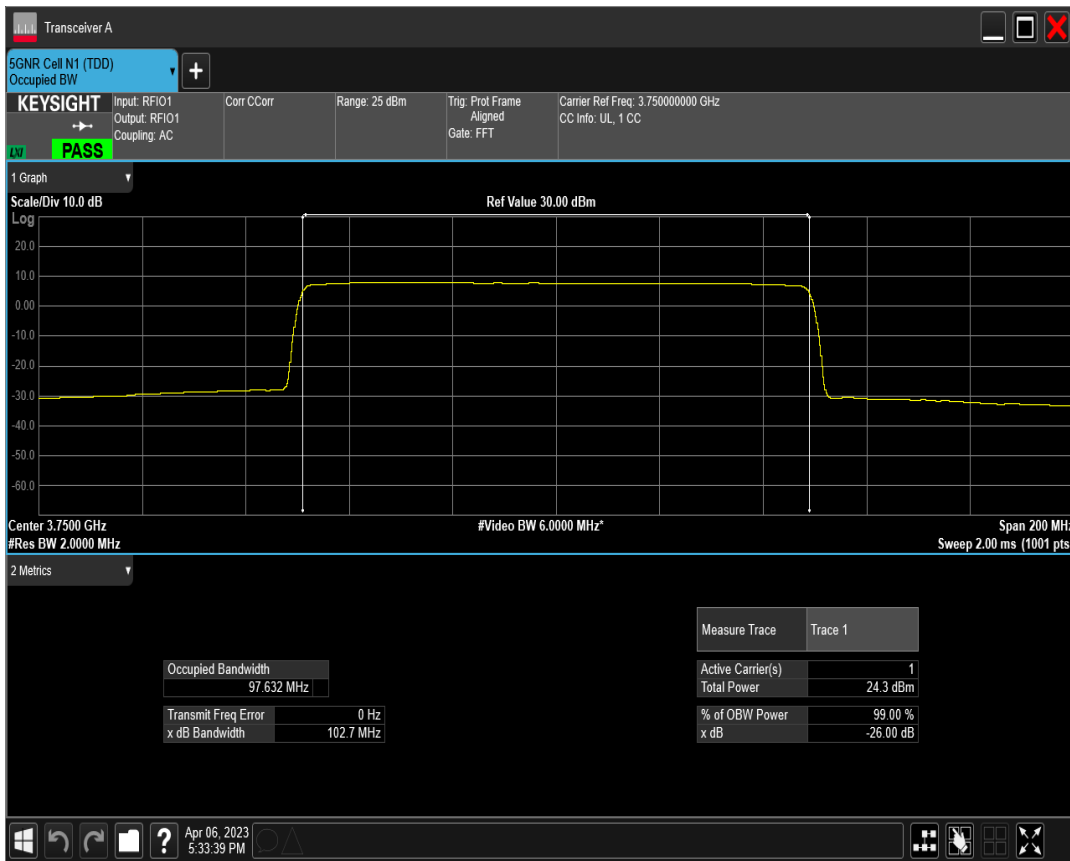 Transceiver A
5GNR Cell N1 (TDD)
Occupied BW
KEYSIGHT
LXI
PASS
Input: RFIO1
Output: RFIO1
Coupling: AC
Corr CCorr
Range: 25 dBm
Trig: Prot Frame
Aligned
Gate: FFT
Carrier Ref Freq: 3.750000000 GHz
CC Info: UL, 1 CC
1 Graph
Scale/Div 10.0 dB
Ref Value 30.00 dBm
Log
20.0
10.0
0.00
-10.0
-20.0
-30.0
-40.0
-50.0
-60.0
Center 3.7500 GHz
#Video BW 6.0000 MHz*
Span 200 MHz
#Res BW 2.0000 MHz
Sweep 2.00 ms (1001 pts
2 Metrics
Measure Trace Trace 1
Occupied Bandwidth
97.632 MHz
Active Carrier(s) 1
Total Power 24.3 dBm
Transmit Freq Error 0 Hz
x dB Bandwidth 102.7 MHz
% of OBW Power 99.00 %
x dB -26.00 dB
?
Apr 06, 2023
5:33:39 PM